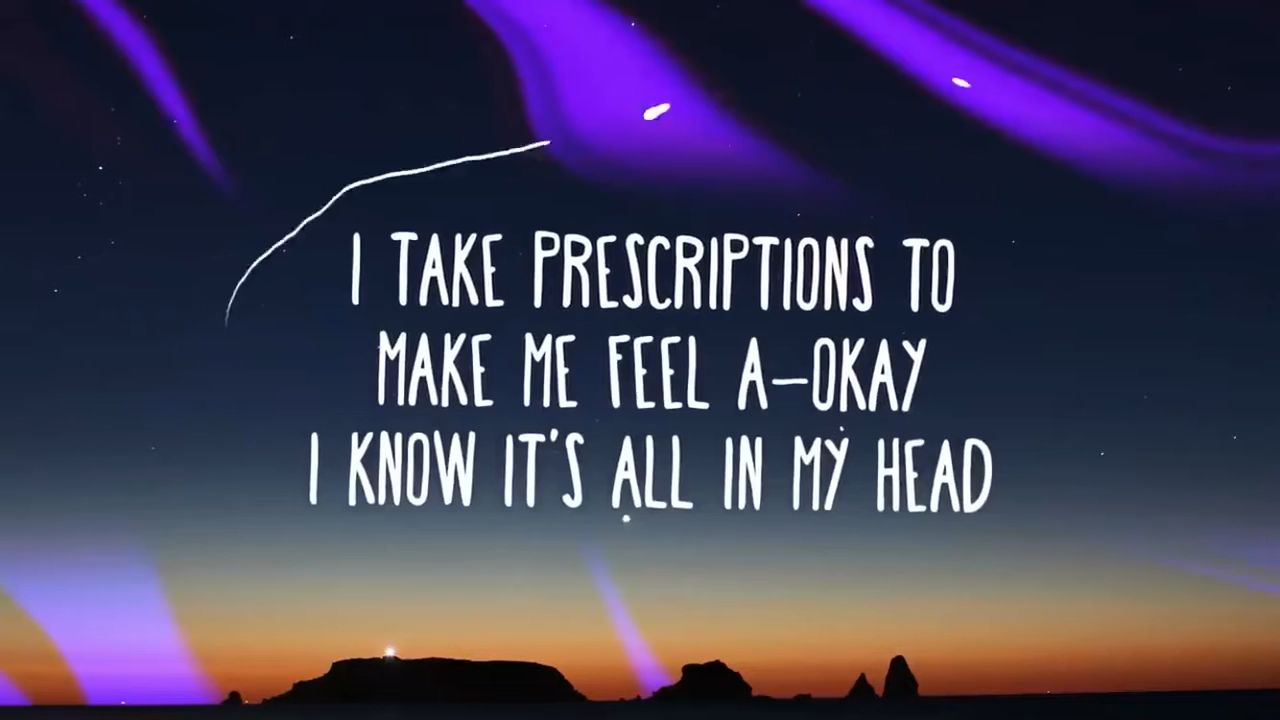 I TAKE PRESCRIPTIONS TO
MAKE ME FEEL A-OKAY
I KNOW IT'S ALL IN MY HEAD